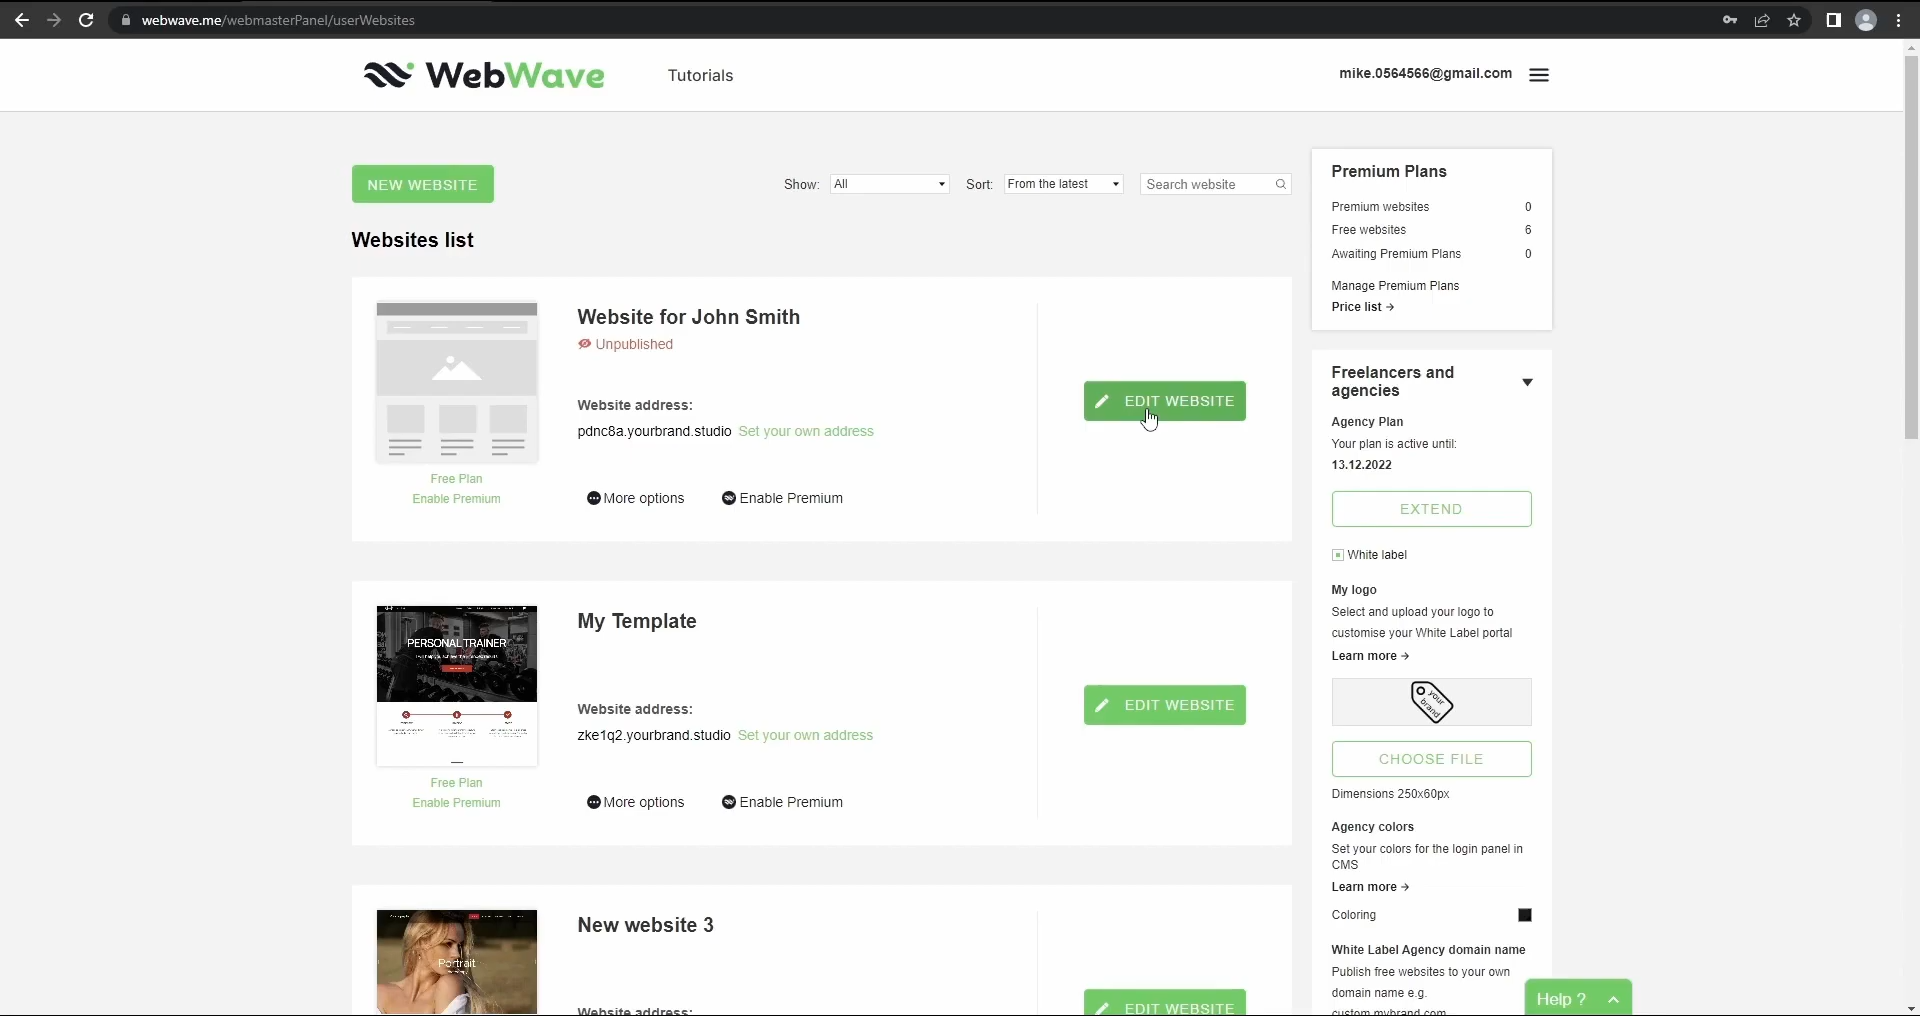 webwave.me/webmasterPanel/userWebsites
WebWave
Tutorials
mike.0564566@gmail.com
NEW WEBSITE
Show: All
Sort: From the latest
Search website
Websites list
Website for John Smith
Unpublished
Website address:
pdnc8a.yourbrand.studio Set your own address
Free Plan
Enable Premium
More options
Enable Premium
EDIT WEBSITE
PERSONAL TRAINER
My Template
Website address:
zke1q2.yourbrand.studio Set your own address
Free Plan
Enable Premium
More options
Enable Premium
EDIT WEBSITE
Portrait
New website 3
Website address:
EDIT WEBSITE
Premium Plans
Premium websites 0
Free websites 6
Awaiting Premium Plans 0
Manage Premium Plans
Price list →
Freelancers and
agencies
Agency Plan
Your plan is active until:
13.12.2022
EXTEND
White label
My logo
Select and upload your logo to
customise your White Label portal
Learn more →
your
brand
CHOOSE FILE
Dimensions 250x60px
Agency colors
Set your colors for the login panel in
CMS
Learn more →
Coloring
White Label Agency domain name
Publish free websites to your own
domain name e.g.
custom.mybrand.com
Help ?